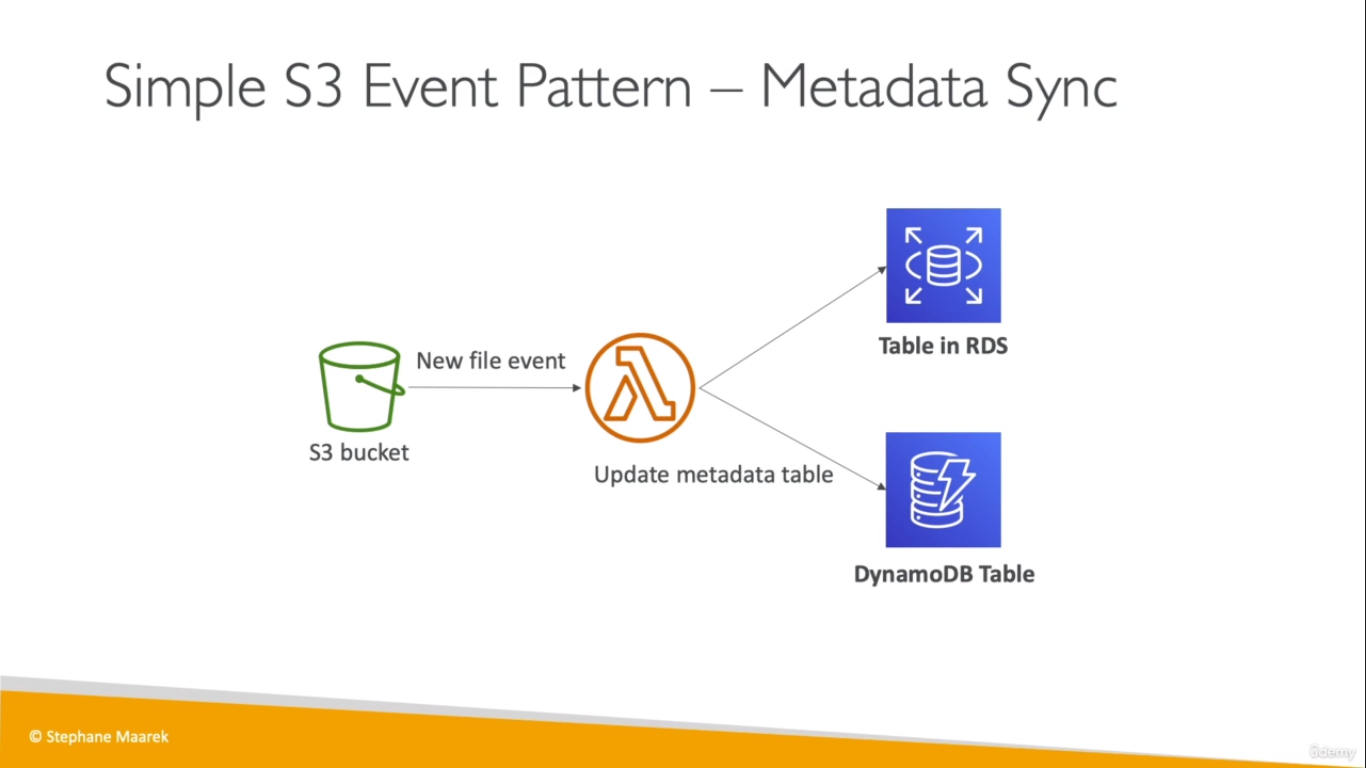 Simple S3 Event Pattern – Metadata Sync
Table in RDS
New file event
S3 bucket
Update metadata table
DynamoDB Table
© Stephane Maarek
ûdemy